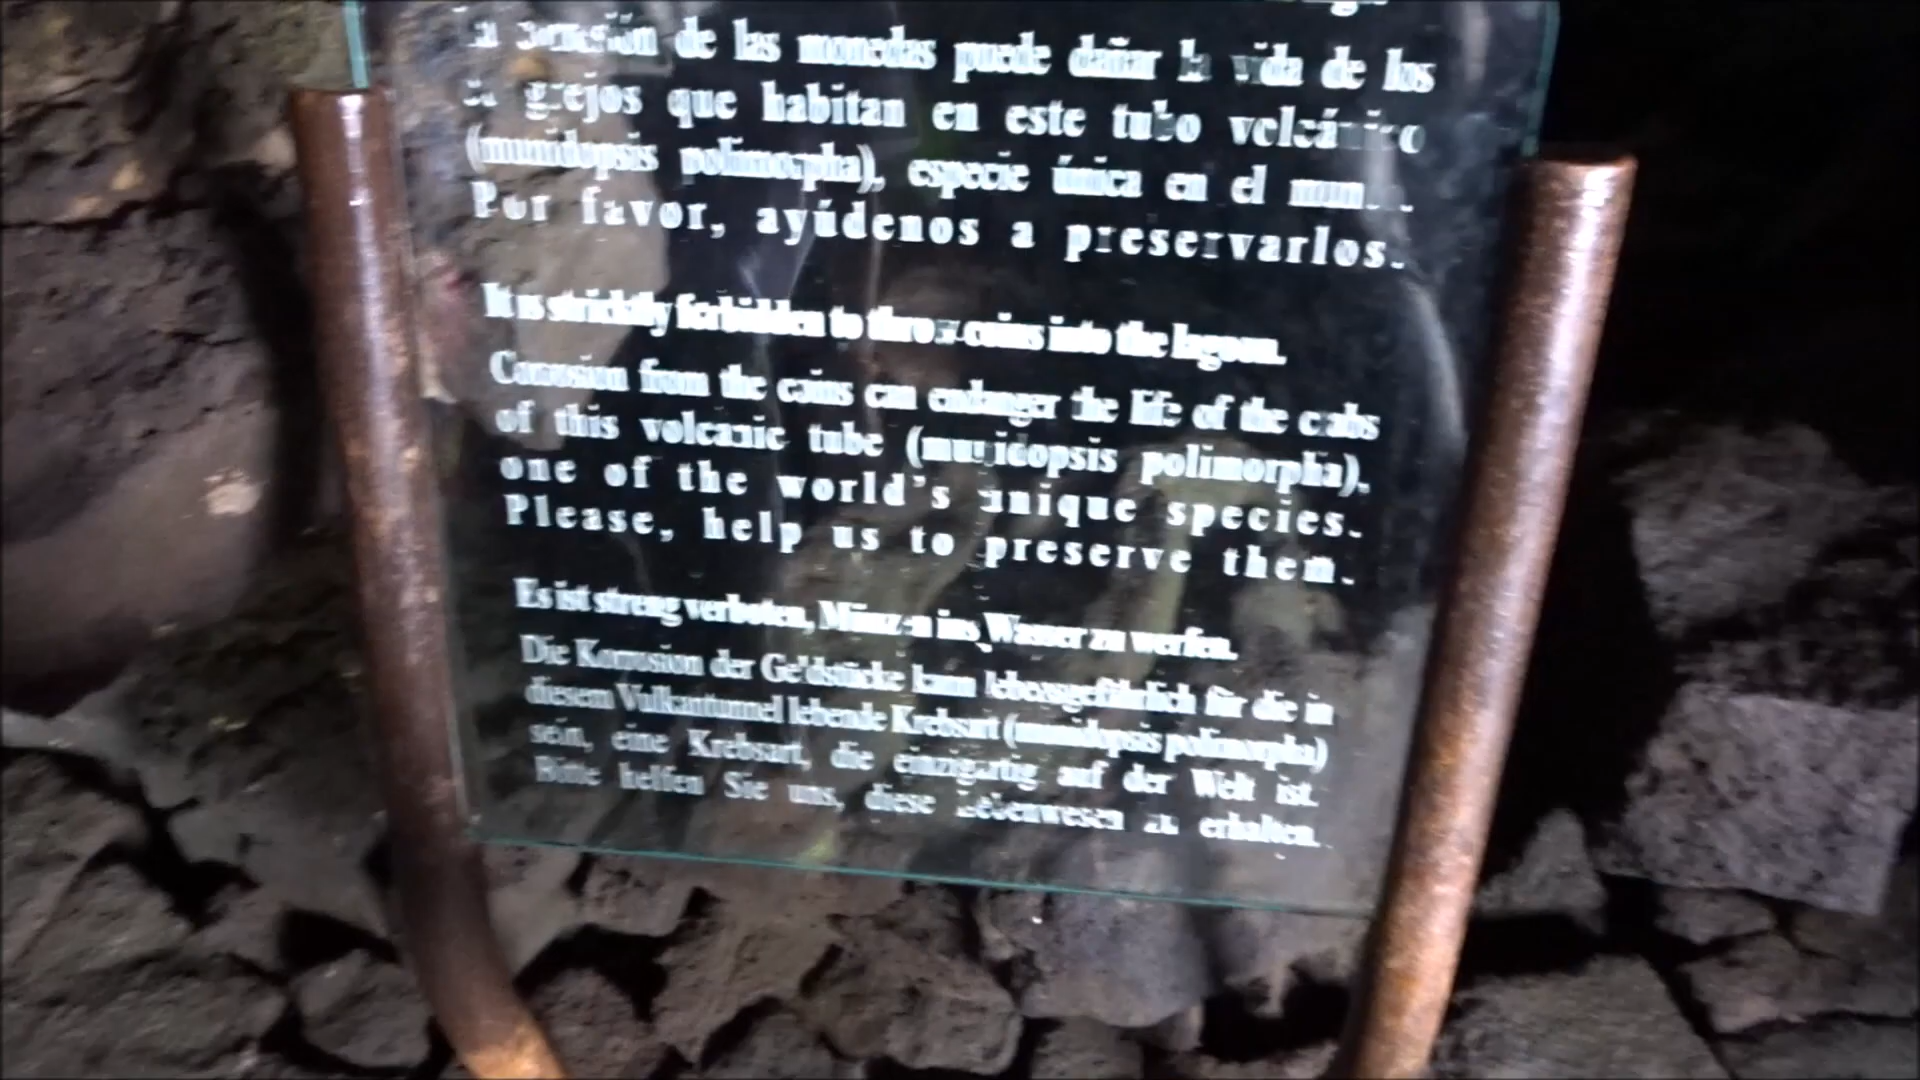 la corrosión de las monedas puede dañar la vida de los
cangrejos que habitan en este tubo volcánico
(munidopsis polimorpha), especie única en el mun...
Por favor, ayúdenos a preservarlos.
It is strictly forbidden to throw coins into the lagoon.
Corrosion from the coins can endanger the life of the crabs
of this volcanic tube (munidopsis polimorpha),
one of the world's unique species.
Please, help us to preserve them.
Es ist streng verboten, Münzen ins Wasser zu werfen.
Die Korrosion der Geldstücke kann lebensgefährlich für die in
diesem Vulkantunnel lebende Krebsart (munidopsis polimorpha)
sein, eine Krebsart, die einzigartig auf der Welt ist.
Bitte helfen Sie uns, diese Lebenwesen zu erhalten.